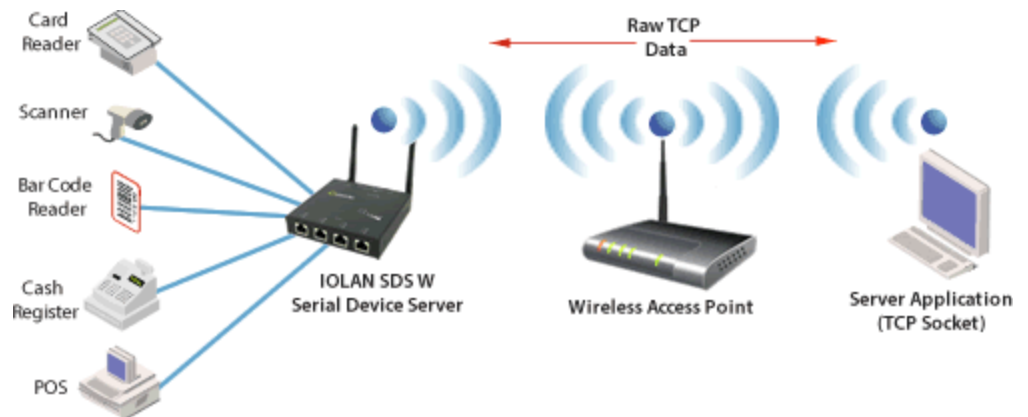 Card
Reader
Scanner
Bar Code
Reader
Cash
Register
POS
IOLAN SDS W
Serial Device Server
Raw TCP
Data
Wireless Access Point
Server Application
(TCP Socket)